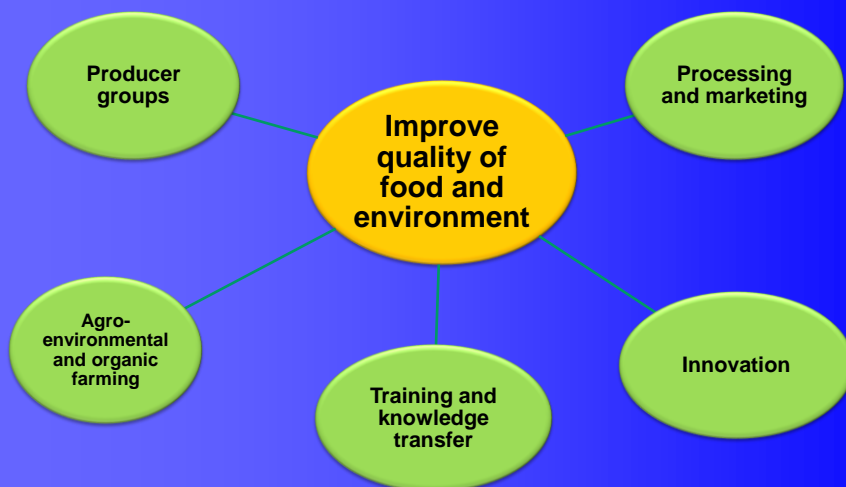 Producer
groups
Processing
and marketing
Improve
quality of
food and
environment
Agro-
environmental
and organic
farming
Training and
knowledge
transfer
Innovation